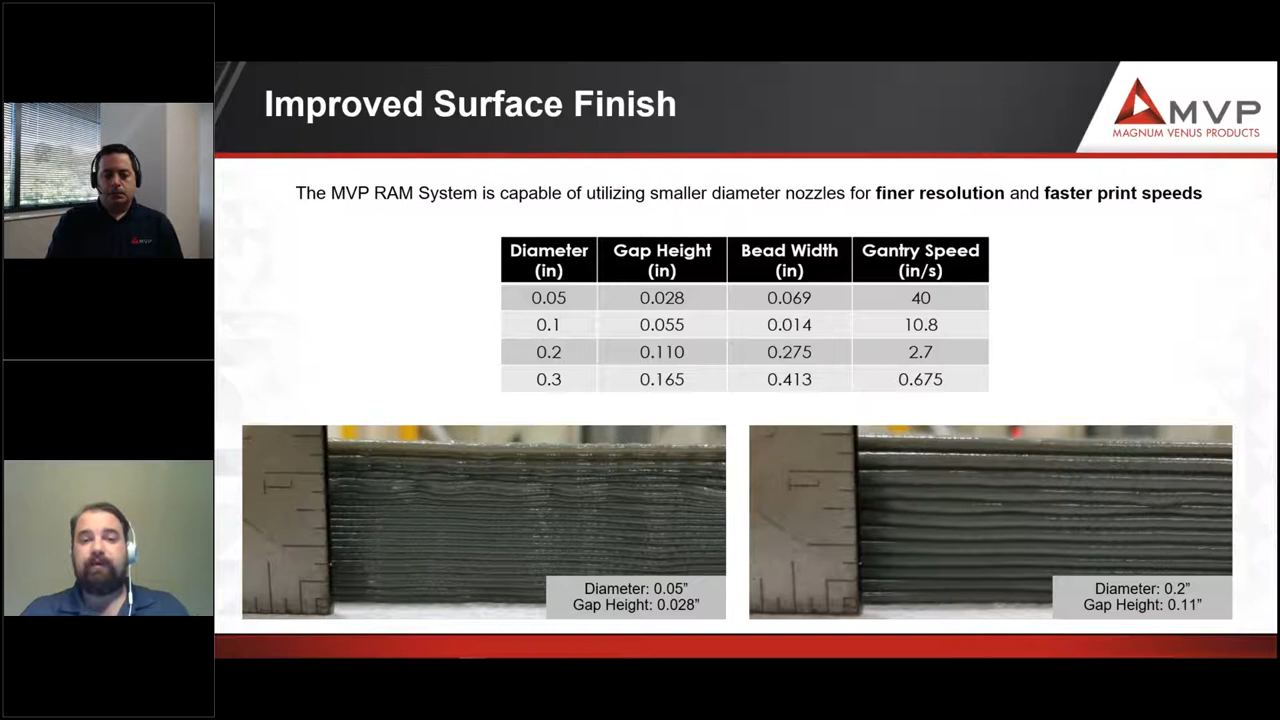 Improved Surface Finish
MVP
MAGNUM VENUS PRODUCTS
The MVP RAM System is capable of utilizing smaller diameter nozzles for finer resolution and faster print speeds
Diameter (in) Gap Height (in) Bead Width (in) Gantry Speed (in/s)
0.05 0.028 0.069 40
0.1 0.055 0.014 10.8
0.2 0.110 0.275 2.7
0.3 0.165 0.413 0.675
Diameter: 0.05”
Gap Height: 0.028”
Diameter: 0.2”
Gap Height: 0.11”
MVP